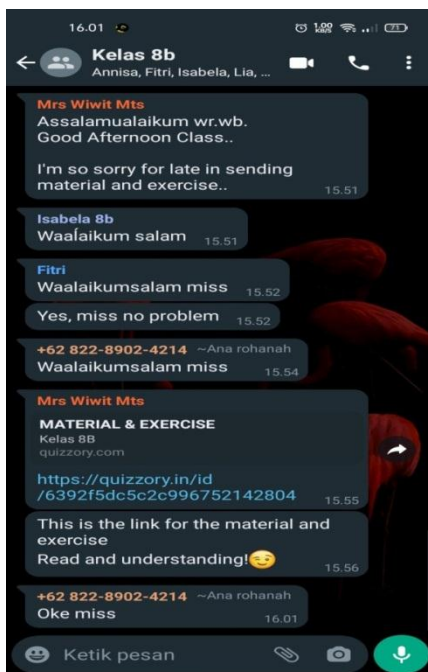 16.01
1.00
KB/S
71
Kelas 8b
Annisa, Fitri, Isabela, Lia, ...
Mrs Wiwit Mts
Assalamualaikum wr.wb.
Good Afternoon Class..
I'm so sorry for late in sending
material and exercise..
15.51
Isabela 8b
Waaĺaikum salam 15.51
Fitri
Waalaikumsalam miss 15.52
Yes, miss no problem 15.52
+62 822-8902-4214 ~Ana rohanah
Waalaikumsalam miss
15.54
Mrs Wiwit Mts
MATERIAL & EXERCISE
Kelas 8B
quizzory.com
https://quizzory.in/id
/6392f5dc5c2c996752142804 15.55
This is the link for the material and
exercise
Read and understanding!😉
15.56
+62 822-8902-4214 ~Ana rohanah
Oke miss 16.01
Ketik pesan